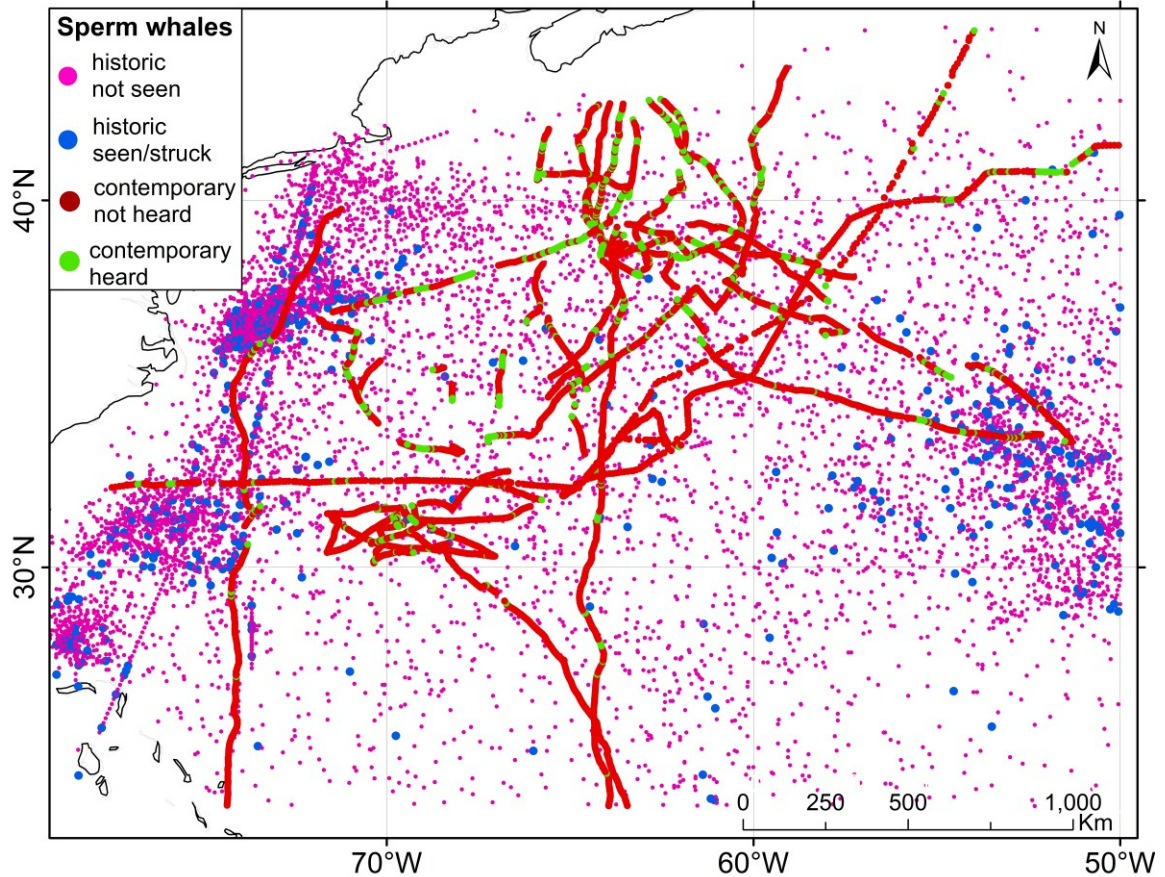 Sperm whales
historic
not seen
historic
seen/struck
contemporary
not heard
contemporary
heard
N
40°N
30°N
0 250 500 1,000
Km
70°W 60°W 50°W